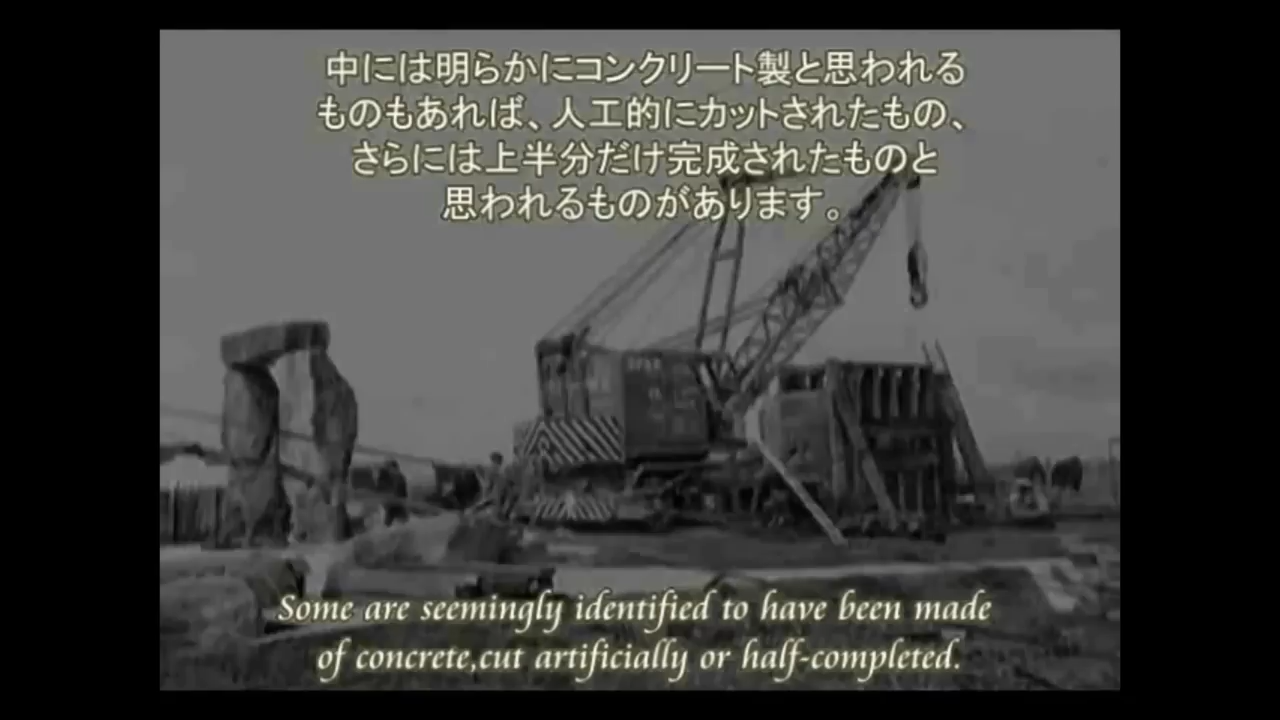 中には明らかにコンクリート製と思われる
ものもあれば、人工的にカットされたもの、
さらには上半分だけ完成されたものと
思われるものがあります。
Some are seemingly identified to have been made
of concrete,cut artificially or half-completed.